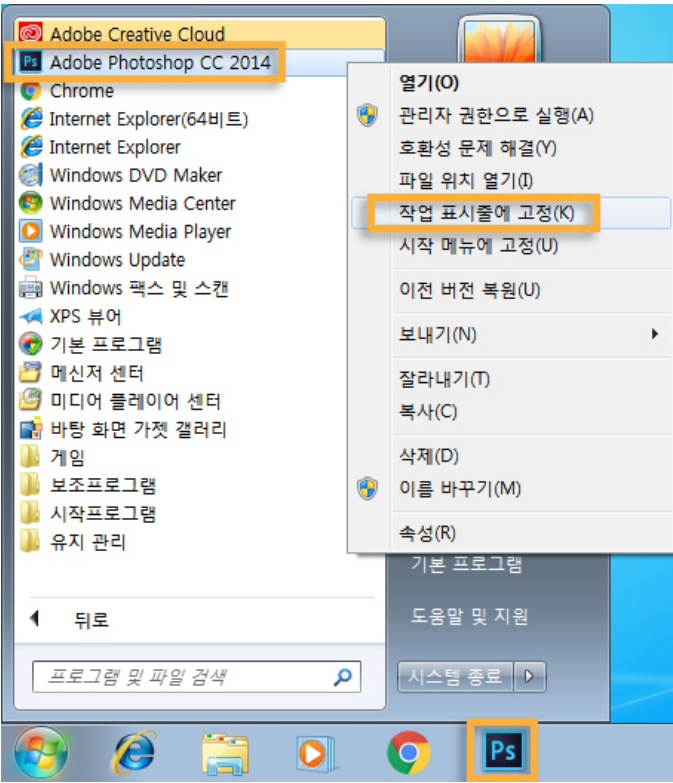 Adobe Creative Cloud
Ps Adobe Photoshop CC 2014
Chrome
Internet Explorer(64비트)
Internet Explorer
Windows DVD Maker
Windows Media Center
Windows Media Player
Windows Update
Windows 팩스 및 스캔
XPS 뷰어
기본 프로그램
메신저 센터
미디어 플레이어 센터
바탕 화면 가젯 갤러리
게임
보조프로그램
시작프로그램
유지 관리
뒤로
프로그램 및 파일 검색
열기(O)
관리자 권한으로 실행(A)
호환성 문제 해결(Y)
파일 위치 열기(I)
작업 표시줄에 고정(K)
시작 메뉴에 고정(U)
이전 버전 복원(U)
보내기(N)
잘라내기(T)
복사(C)
삭제(D)
이름 바꾸기(M)
속성(R)
기본 프로그램
도움말 및 지원
시스템 종료
Ps